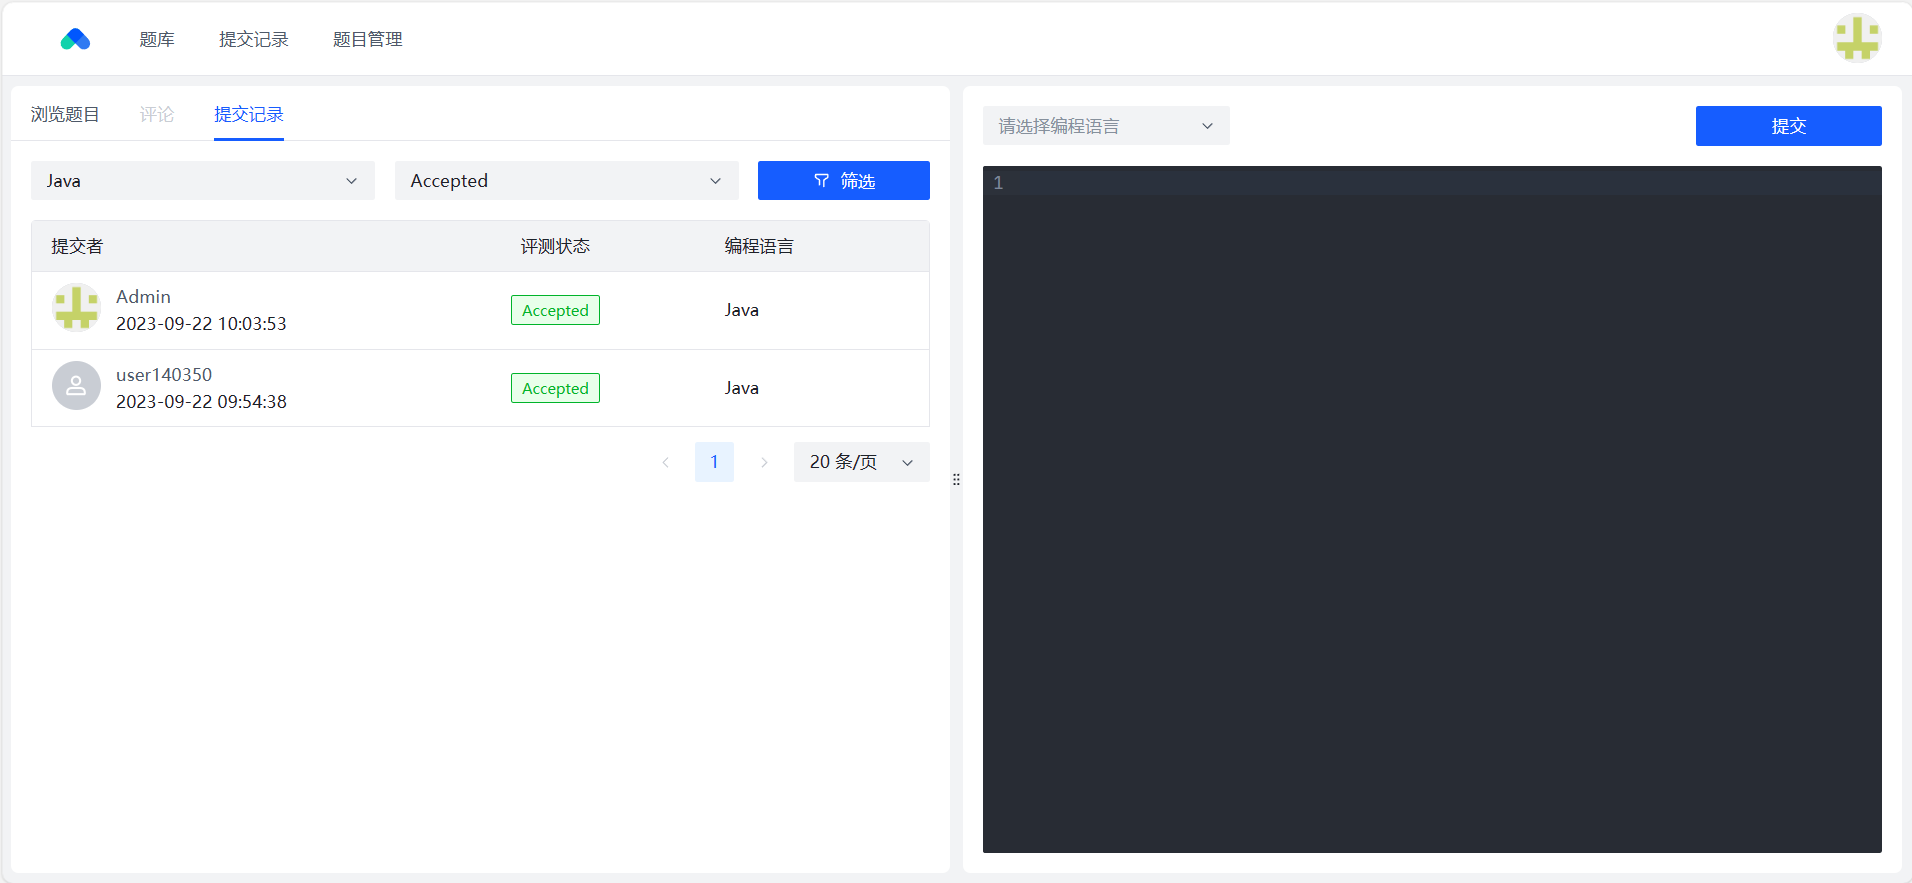 题库 提交记录 题目管理
浏览题目 评论 提交记录
Java Accepted 筛选
提交者 评测状态 编程语言
Admin
2023-09-22 10:03:53
Accepted Java
user140350
2023-09-22 09:54:38
Accepted Java
1 20 条/页
请选择编程语言 提交
1